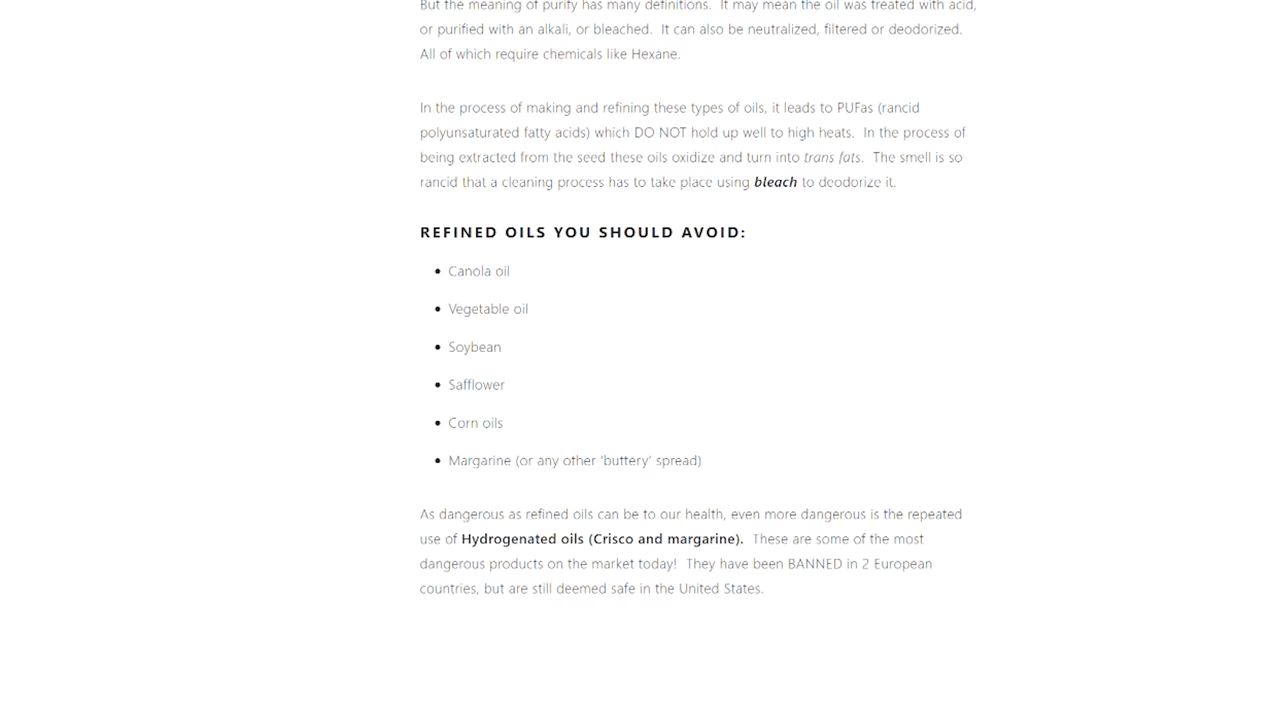 But the meaning of purify has many definitions.  It may mean the oil was treated with acid,
or purified with an alkali, or bleached.  It can also be neutralized, filtered or deodorized.
All of which require chemicals like Hexane.
In the process of making and refining these types of oils, it leads to PUFas (rancid
polyunsaturated fatty acids) which DO NOT hold up well to high heats.  In the process of
being extracted from the seed these oils oxidize and turn into trans fats.  The smell is so
rancid that a cleaning process has to take place using bleach to deodorize it.
REFINED OILS YOU SHOULD AVOID:
• Canola oil
• Vegetable oil
• Soybean
• Safflower
• Corn oils
• Margarine (or any other 'buttery' spread)
As dangerous as refined oils can be to our health, even more dangerous is the repeated
use of Hydrogenated oils (Crisco and margarine).  These are some of the most
dangerous products on the market today!  They have been BANNED in 2 European
countries, but are still deemed safe in the United States.